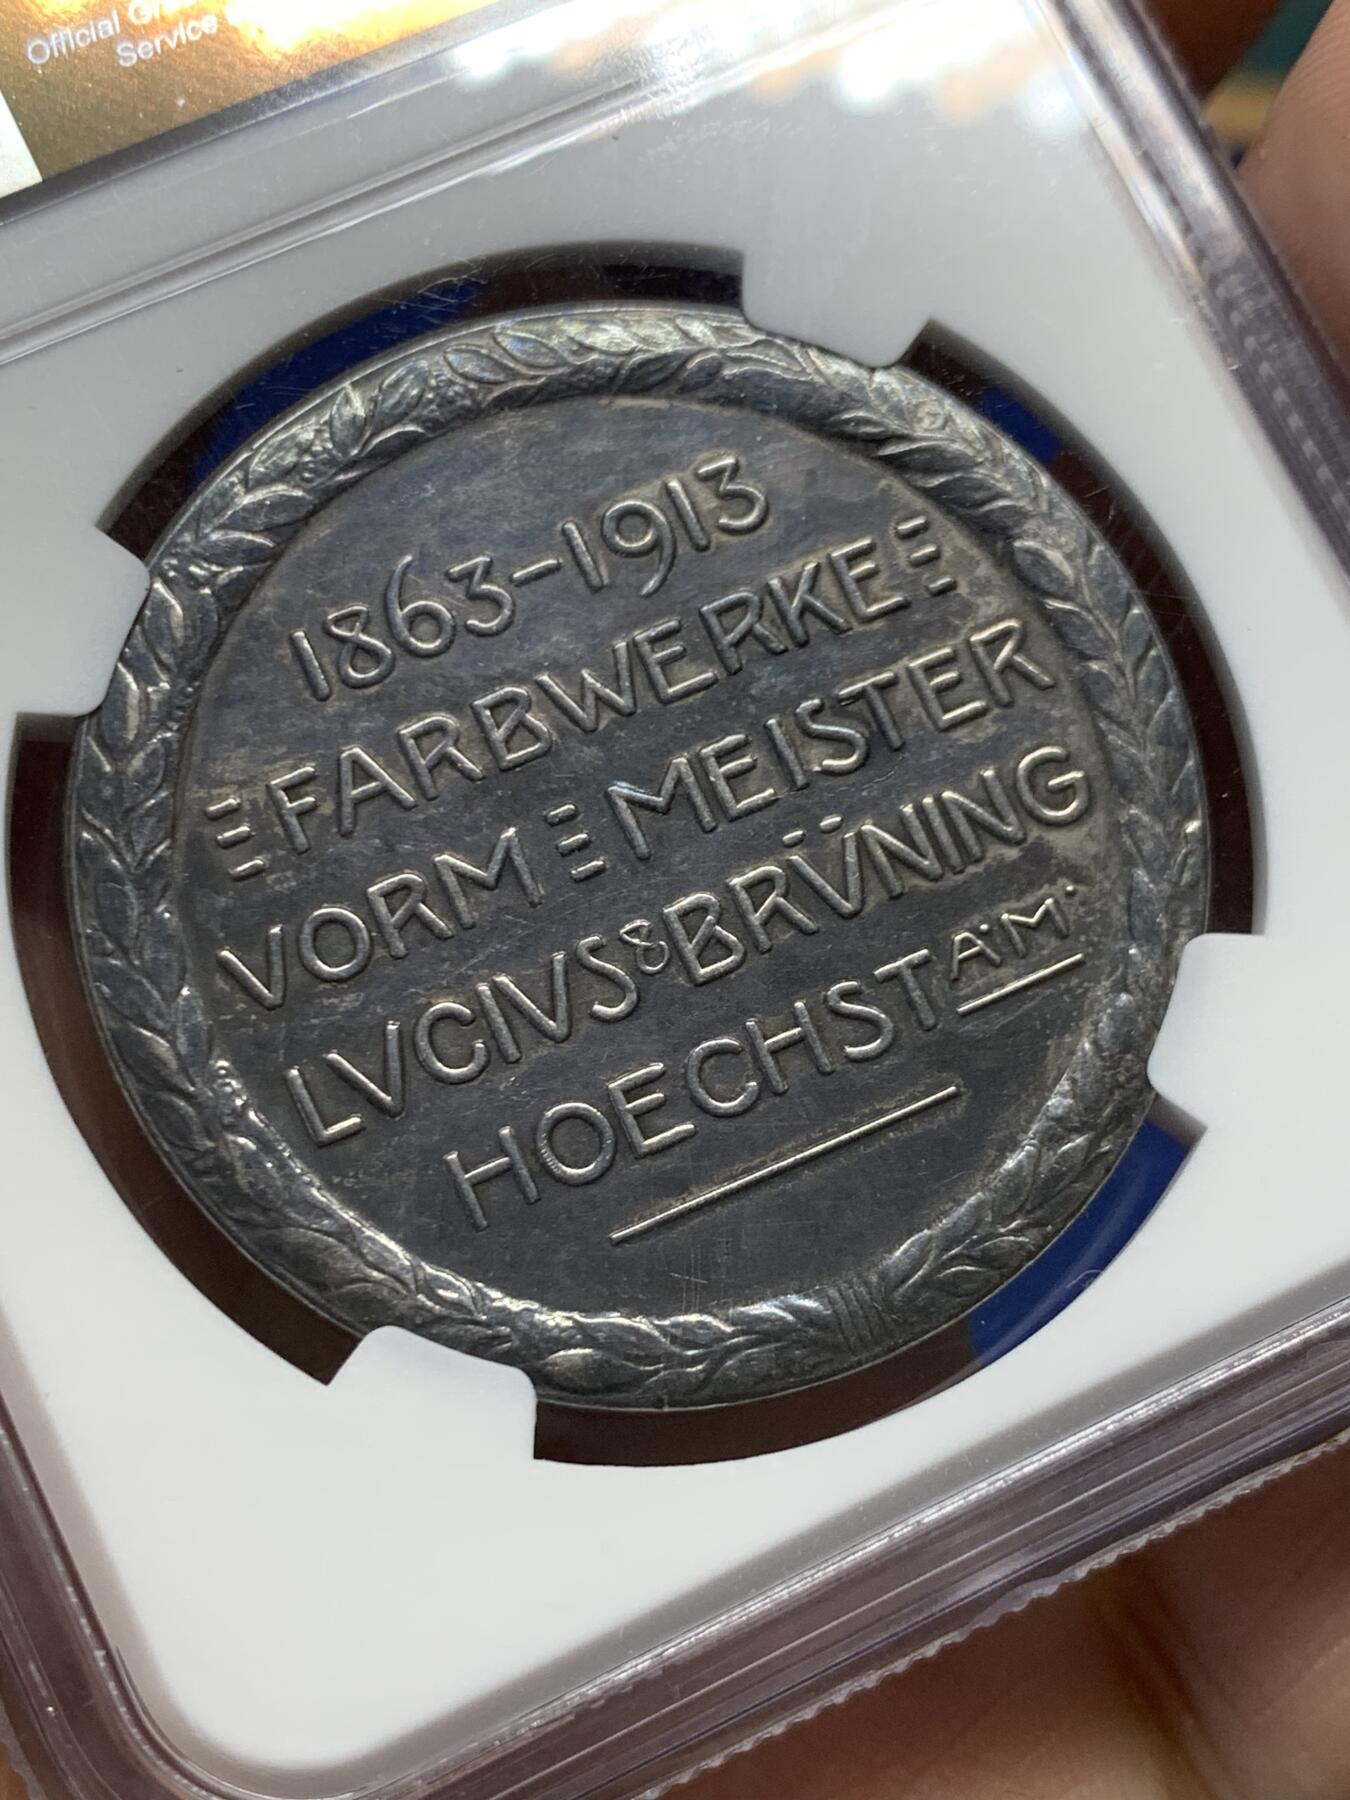 Official
Service
1863-1913
FARBWERKE
VORM MEISTER
LVCIVS & BRÜNING
HOECHST A.M.